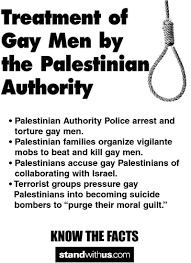 Treatment of
Gay Men by
the Palestinian
Authority
• Palestinian Authority Police arrest and
torture gay men.
• Palestinian families organize vigilante
mobs to beat and kill gay men.
• Palestinians accuse gay Palestinians of
collaborating with Israel.
• Terrorist groups pressure gay
Palestinians into becoming suicide
bombers to “purge their moral guilt.”
KNOW THE FACTS
standwithus.com